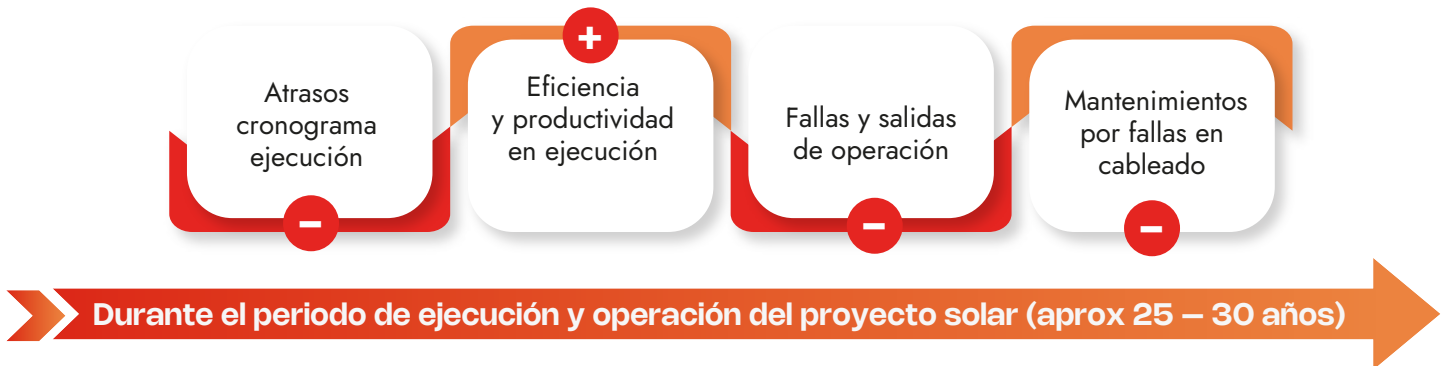 Atrasos
cronograma
ejecución
−
+
Eficiencia
y productividad
en ejecución
Fallas y salidas
de operación
−
Mantenimientos
por fallas en
cableado
−
Durante el periodo de ejecución y operación del proyecto solar (aprox 25 – 30 años)